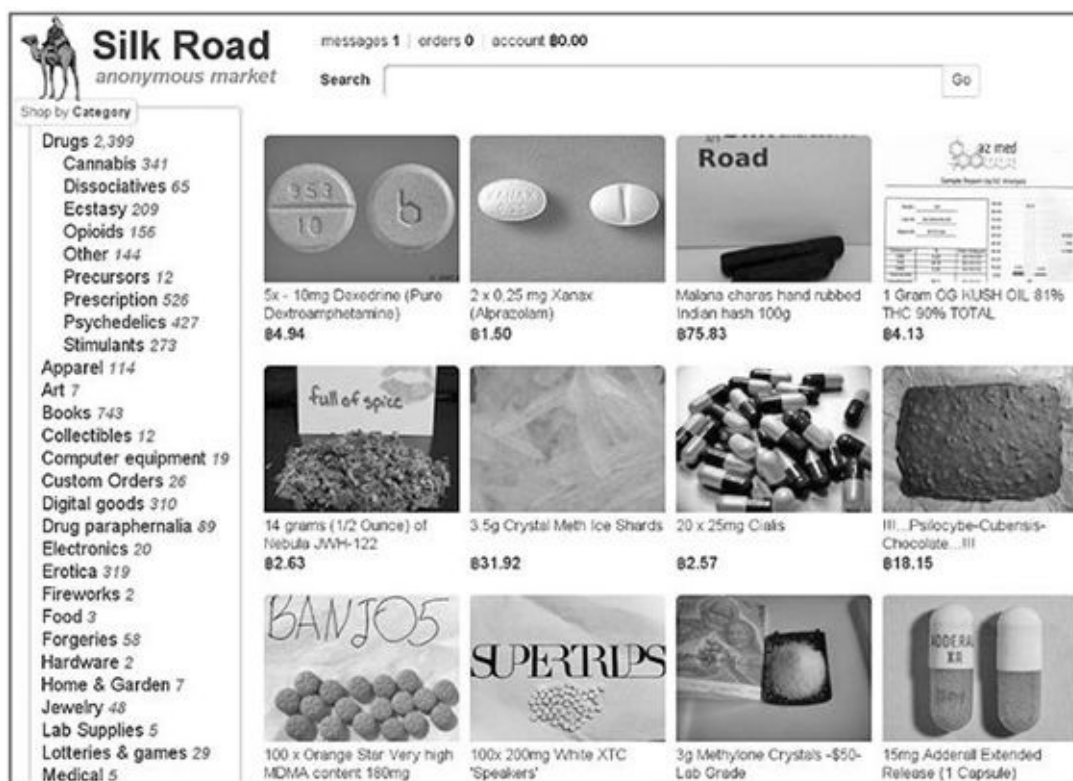 Silk Road
anonymous market
messages 1 | orders 0 | account ฿0.00
Search
Go
Shop by Category
Drugs 2,399
Cannabis 341
Dissociatives 65
Ecstasy 209
Opioids 156
Other 144
Precursors 12
Prescription 526
Psychedelics 427
Stimulants 273
Apparel 114
Art 7
Books 743
Collectibles 12
Computer equipment 19
Custom Orders 26
Digital goods 310
Drug paraphernalia 89
Electronics 20
Erotica 319
Fireworks 2
Food 3
Forgeries 58
Hardware 2
Home & Garden 7
Jewelry 48
Lab Supplies 5
Lotteries & games 29
Medical 5
953
10
b
5x - 10mg Dexedrine (Pure
Dextroamphetamine)
฿4.94
XANAX
2 x 0,25 mg Xanax
(Alprazolam)
฿1.50
Road
Malana charas hand rubbed
Indian hash 100g
฿75.83
az med
1 Gram OG KUSH OIL 81%
THC 90% TOTAL
฿4.13
full of spice
14 grams (1/2 Ounce) of
Nebula JWH-122
฿2.63
3.5g Crystal Meth Ice Shards
฿31.92
20 x 25mg Cialis
฿2.57
!!!...Psilocybe-Cubensis-
Chocolate...!!!
฿18.15
BANJO5
100 x Orange Star Very high
MDMA content 180mg
SUPERTRIPS
100x 200mg White XTC
'Speakers'
3g Methylone Crystals -$50-
Lab Grade
ADDERALL
XR
15mg Adderall Extended
Release {1 Capsule}